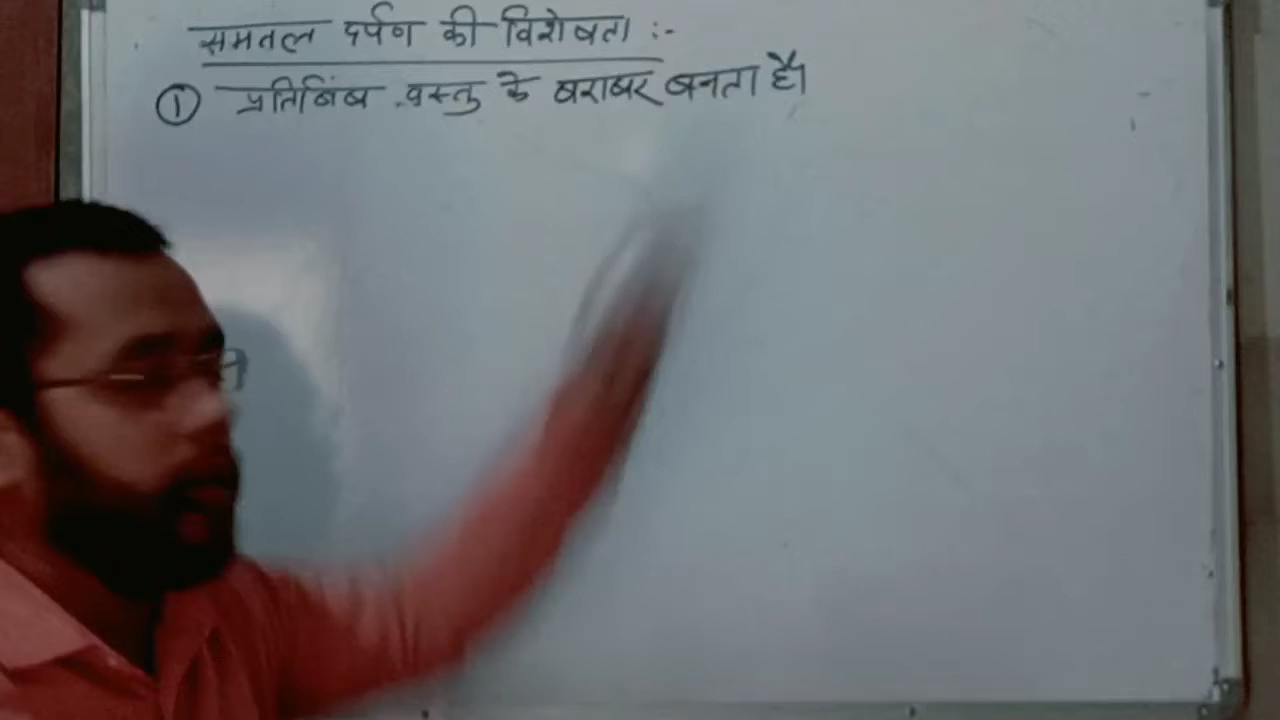 समतल दर्पण की विशेषता :-
① प्रतिबिंब वस्तु के बराबर बनता है।